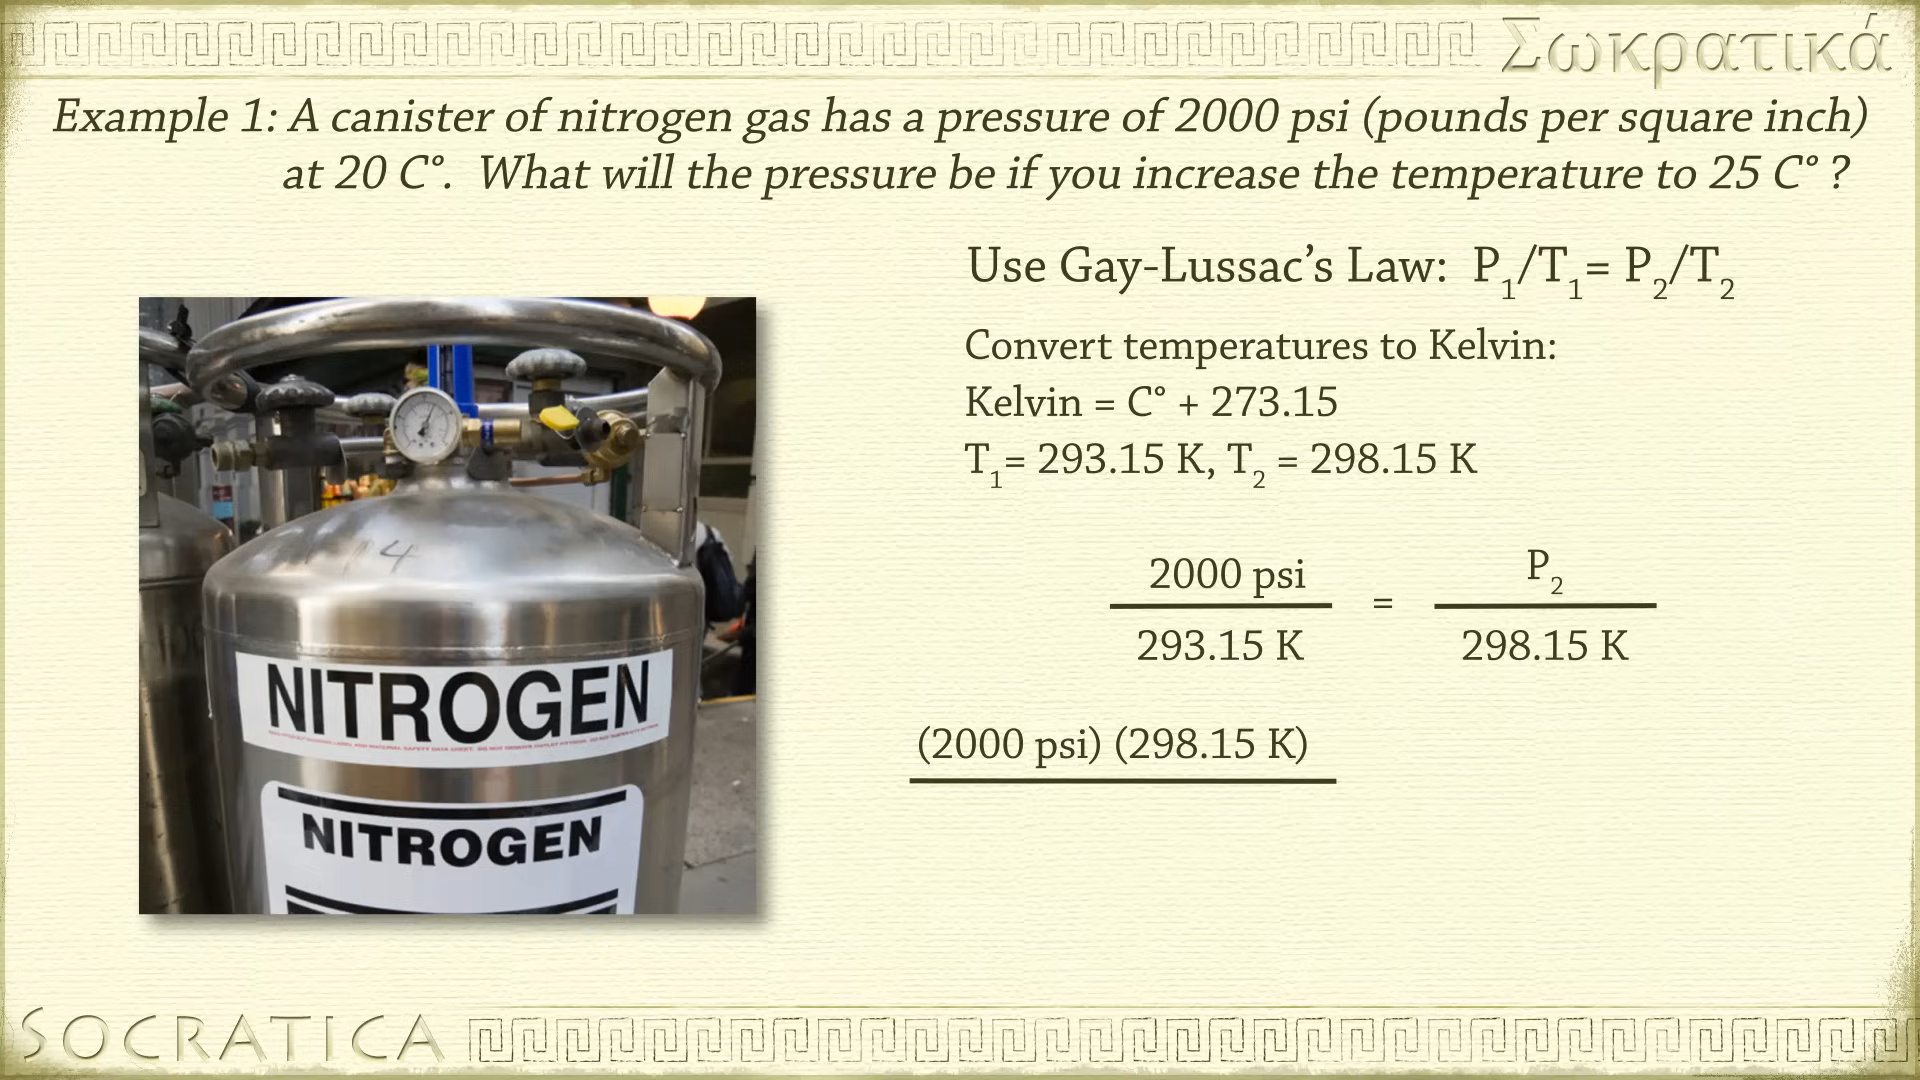 Σωκρατικά
Example 1: A canister of nitrogen gas has a pressure of 2000 psi (pounds per square inch)
at 20 C°. What will the pressure be if you increase the temperature to 25 C° ?
Use Gay-Lussac’s Law: P₁/T₁= P₂/T₂
Convert temperatures to Kelvin:
Kelvin = C° + 273.15
T₁= 293.15 K, T₂ = 298.15 K
2000 psi
293.15 K
=
P₂
298.15 K
(2000 psi) (298.15 K)
4
NITROGEN
NITROGEN
SOCRATICA